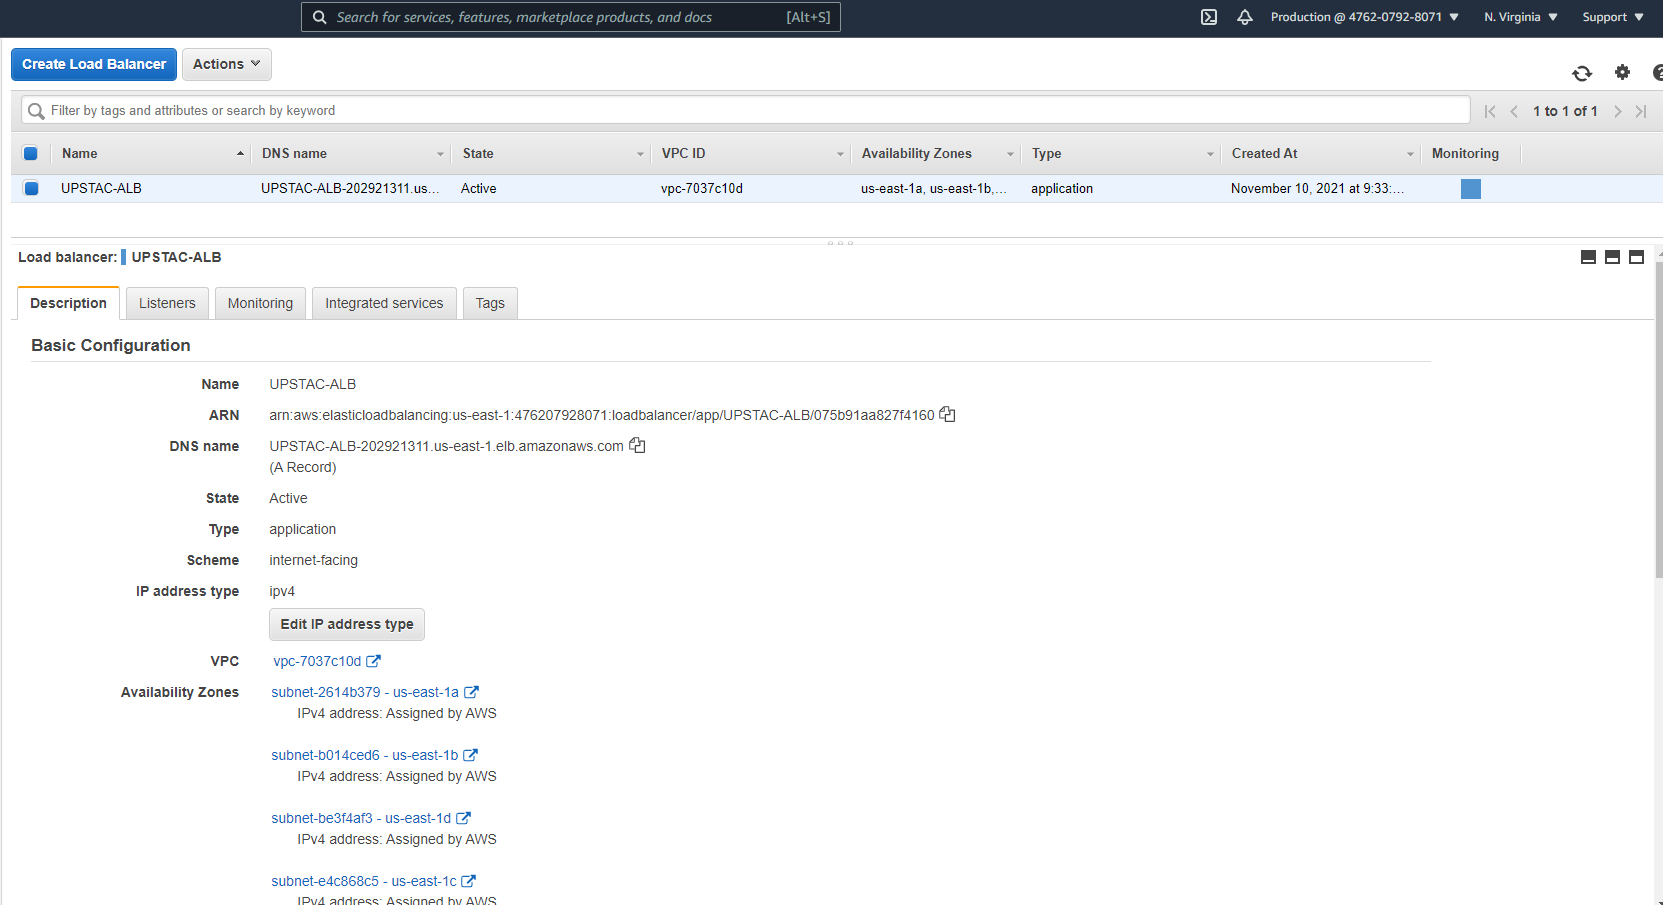 Search for services, features, marketplace products, and docs [Alt+S] Production @ 4762-0792-8071 N. Virginia Support
Create Load Balancer Actions
Filter by tags and attributes or search by keyword 1 to 1 of 1
Name DNS name State VPC ID Availability Zones Type Created At Monitoring
UPSTAC-ALB UPSTAC-ALB-202921311.us... Active vpc-7037c10d us-east-1a, us-east-1b,... application November 10, 2021 at 9:33:...
Load balancer: UPSTAC-ALB
Description Listeners Monitoring Integrated services Tags
Basic Configuration
Name UPSTAC-ALB
ARN arn:aws:elasticloadbalancing:us-east-1:476207928071:loadbalancer/app/UPSTAC-ALB/075b91aa827f4160
DNS name UPSTAC-ALB-202921311.us-east-1.elb.amazonaws.com
(A Record)
State Active
Type application
Scheme internet-facing
IP address type ipv4
Edit IP address type
VPC vpc-7037c10d
Availability Zones subnet-2614b379 - us-east-1a
IPv4 address: Assigned by AWS
subnet-b014ced6 - us-east-1b
IPv4 address: Assigned by AWS
subnet-be3f4af3 - us-east-1d
IPv4 address: Assigned by AWS
subnet-e4c868c5 - us-east-1c
IPv4 address: Assigned by AWS